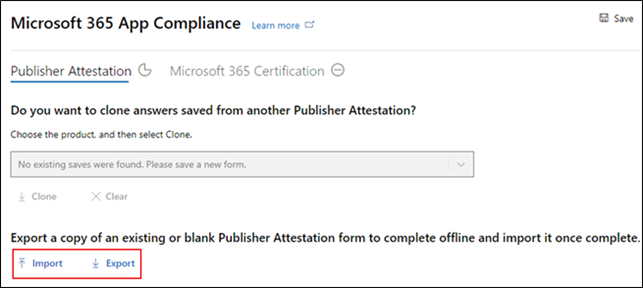 Microsoft 365 App Compliance Learn more Save
Publisher Attestation Microsoft 365 Certification
Do you want to clone answers saved from another Publisher Attestation?
Choose the product, and then select Clone.
No existing saves were found. Please save a new form.
Clone Clear
Export a copy of an existing or blank Publisher Attestation form to complete offline and import it once complete.
Import Export